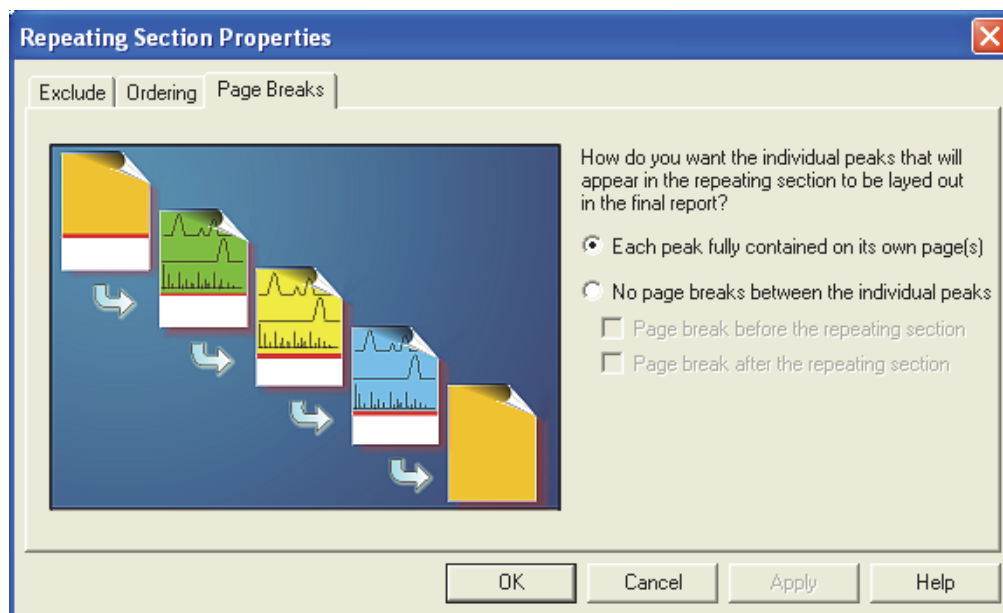 Repeating Section Properties
Exclude
Ordering
Page Breaks
How do you want the individual peaks that will
appear in the repeating section to be layed out
in the final report?
Each peak fully contained on its own page(s)
No page breaks between the individual peaks
Page break before the repeating section
Page break after the repeating section
OK
Cancel
Apply
Help